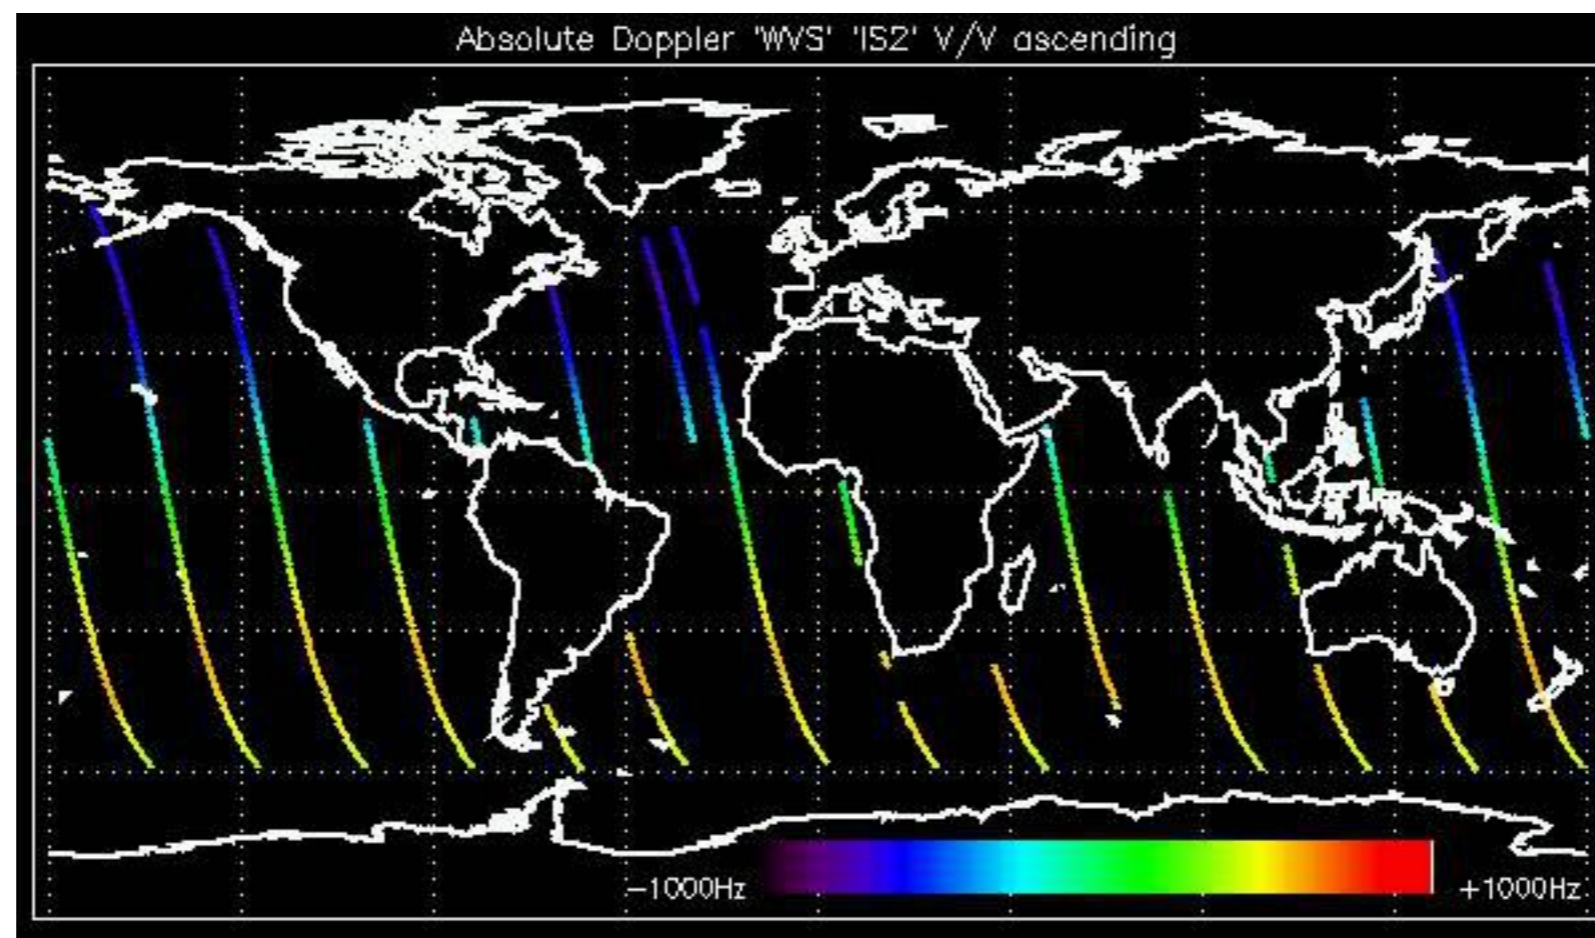 Absolute Doppler 'WVS' 'IS2' V/V ascending
−1000Hz
+1000Hz